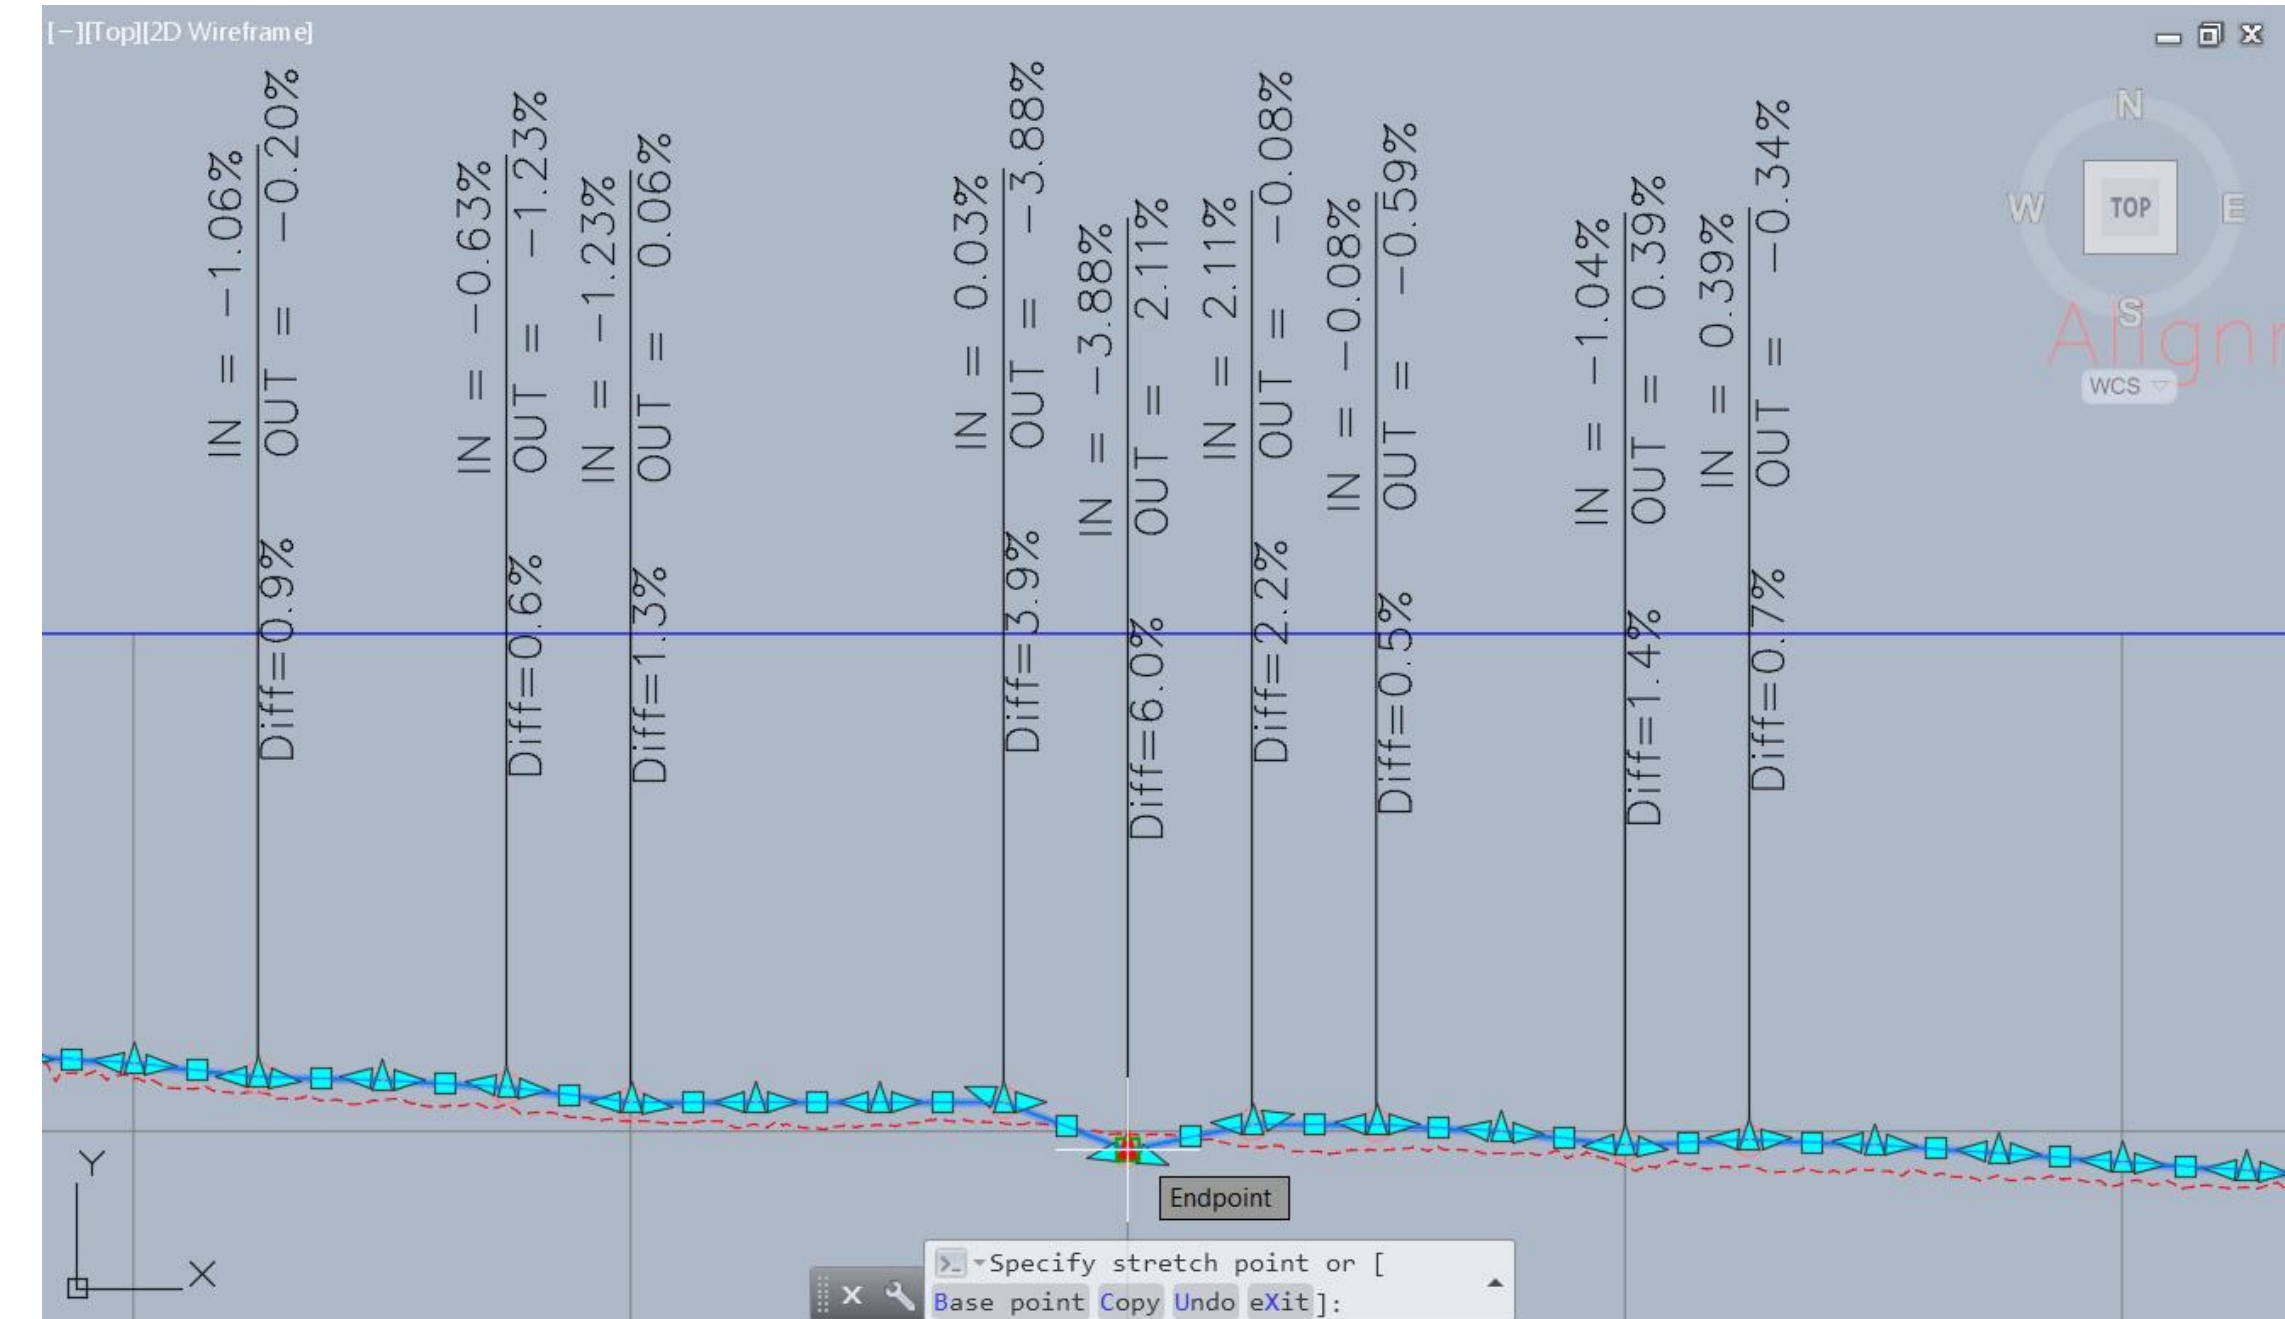 [−][Top][2D Wireframe]
IN = −1.06%
OUT = −0.20%
Diff=0.9%
IN = −0.63%
OUT = −1.23%
Diff=0.6%
IN = −1.23%
OUT = 0.06%
Diff=1.3%
IN = 0.03%
OUT = −3.88%
Diff=3.9%
IN = −3.88%
OUT = 2.11%
Diff=6.0%
IN = 2.11%
OUT = −0.08%
Diff=2.2%
IN = −0.08%
OUT = −0.59%
Diff=0.5%
IN = −1.04%
OUT = 0.39%
Diff=1.4%
IN = 0.39%
OUT = −0.34%
Diff=0.7%
N
W
TOP
E
S
WCS
Y
X
Endpoint
Specify stretch point or [
Base point Copy Undo eXit]: